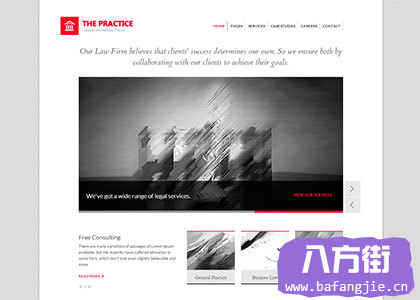 THE PRACTICE
Lawyer WordPress Theme
HOME PAGES SERVICES CASE STUDIES CAREERS CONTACT
Our Law Firm believes that clients' success determines our own. So we ensure both by
collaborating with our clients to achieve their goals.
We've got a wide range of legal services.
VIEW OUR SERVICES
Free Consulting
There are many variations of passages of Lorem Ipsum
available, but the majority have suffered alteration in
some form, which don't look even slightly believable and
more.
READ MORE
General Practice
Business Law
八方街
www.bafangjie.cn